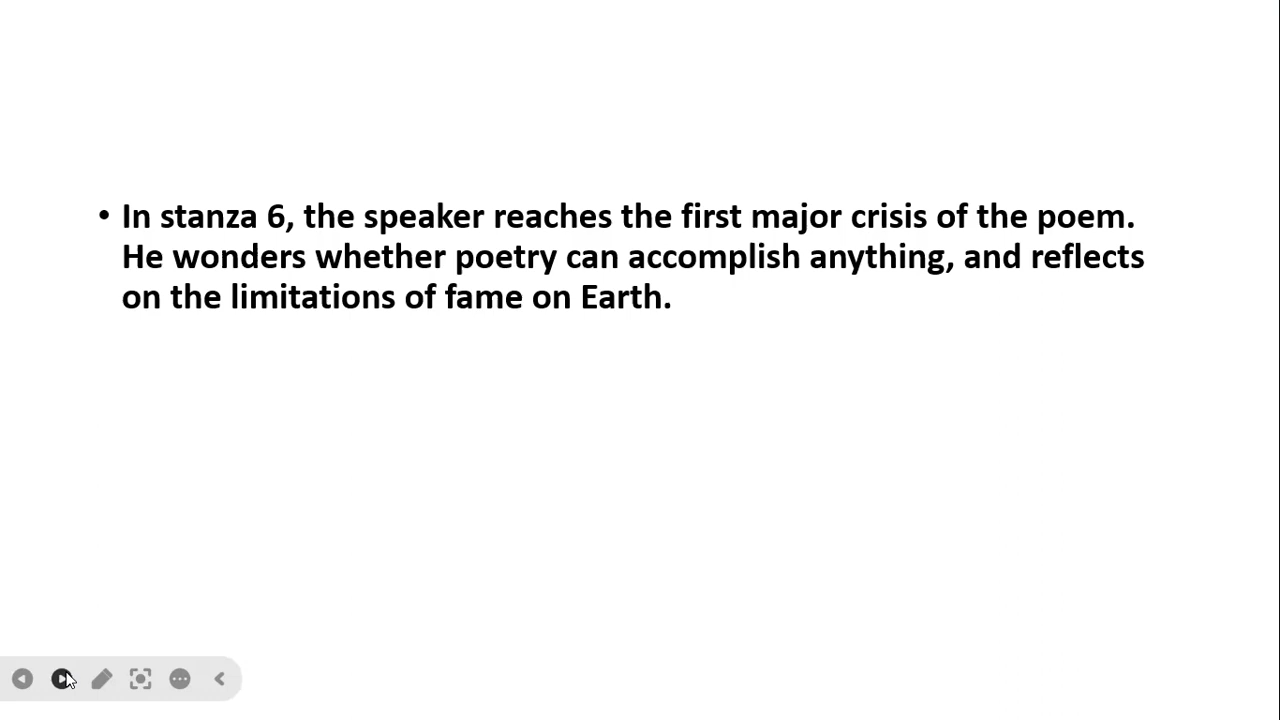 • In stanza 6, the speaker reaches the first major crisis of the poem.
He wonders whether poetry can accomplish anything, and reflects
on the limitations of fame on Earth.